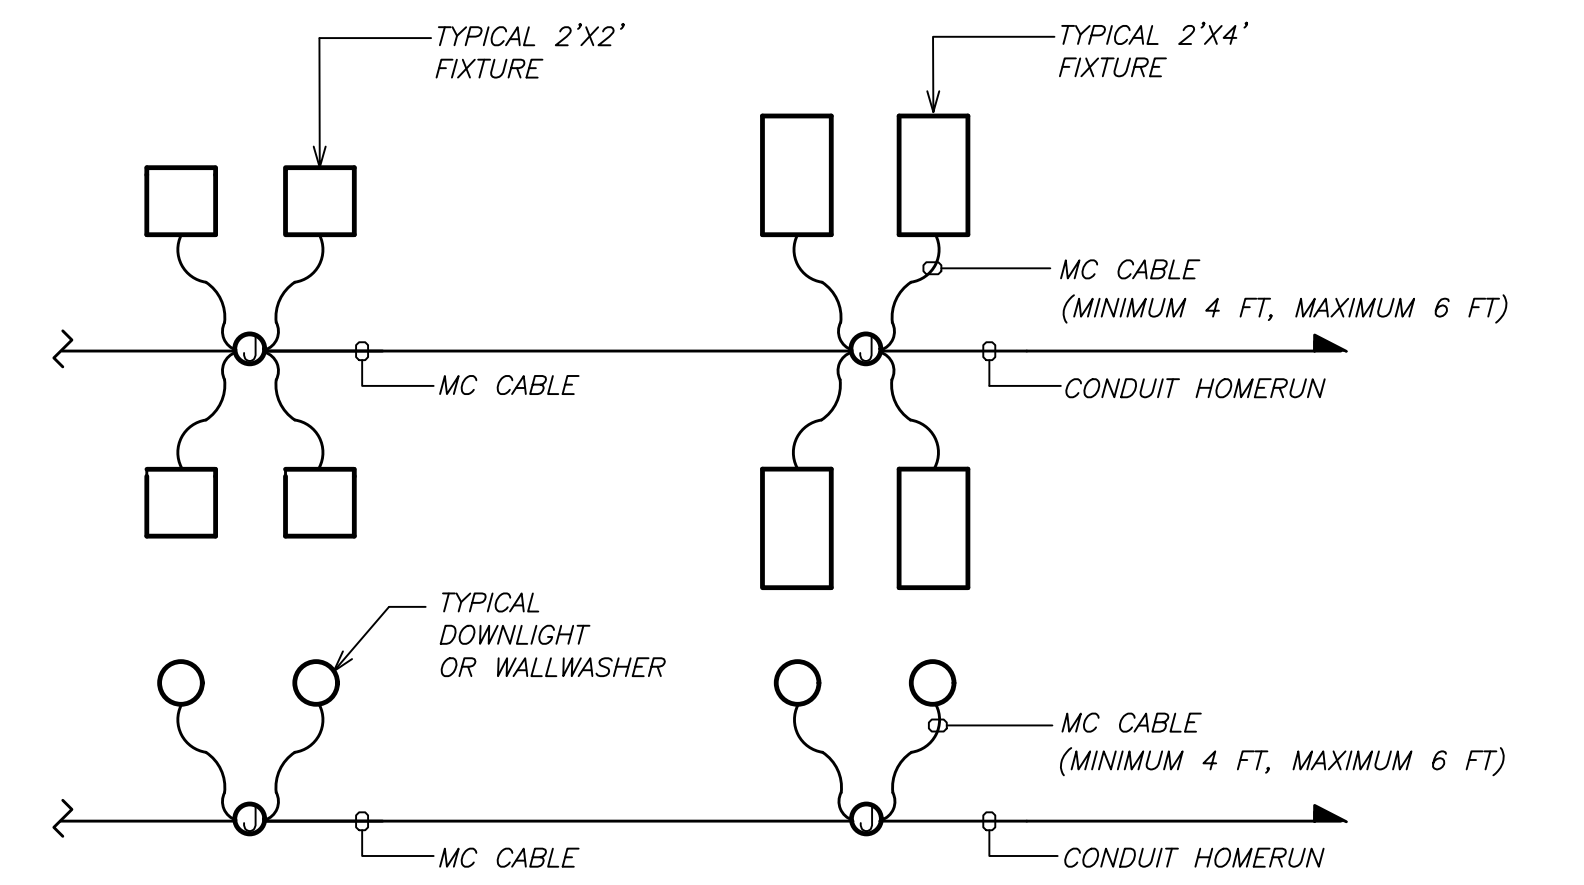 TYPICAL 2'X2'
FIXTURE
TYPICAL 2'X4'
FIXTURE
MC CABLE
(MINIMUM 4 FT, MAXIMUM 6 FT)
J
J
MC CABLE
CONDUIT HOMERUN
TYPICAL
DOWNLIGHT
OR WALLWASHER
MC CABLE
(MINIMUM 4 FT, MAXIMUM 6 FT)
J
J
MC CABLE
CONDUIT HOMERUN